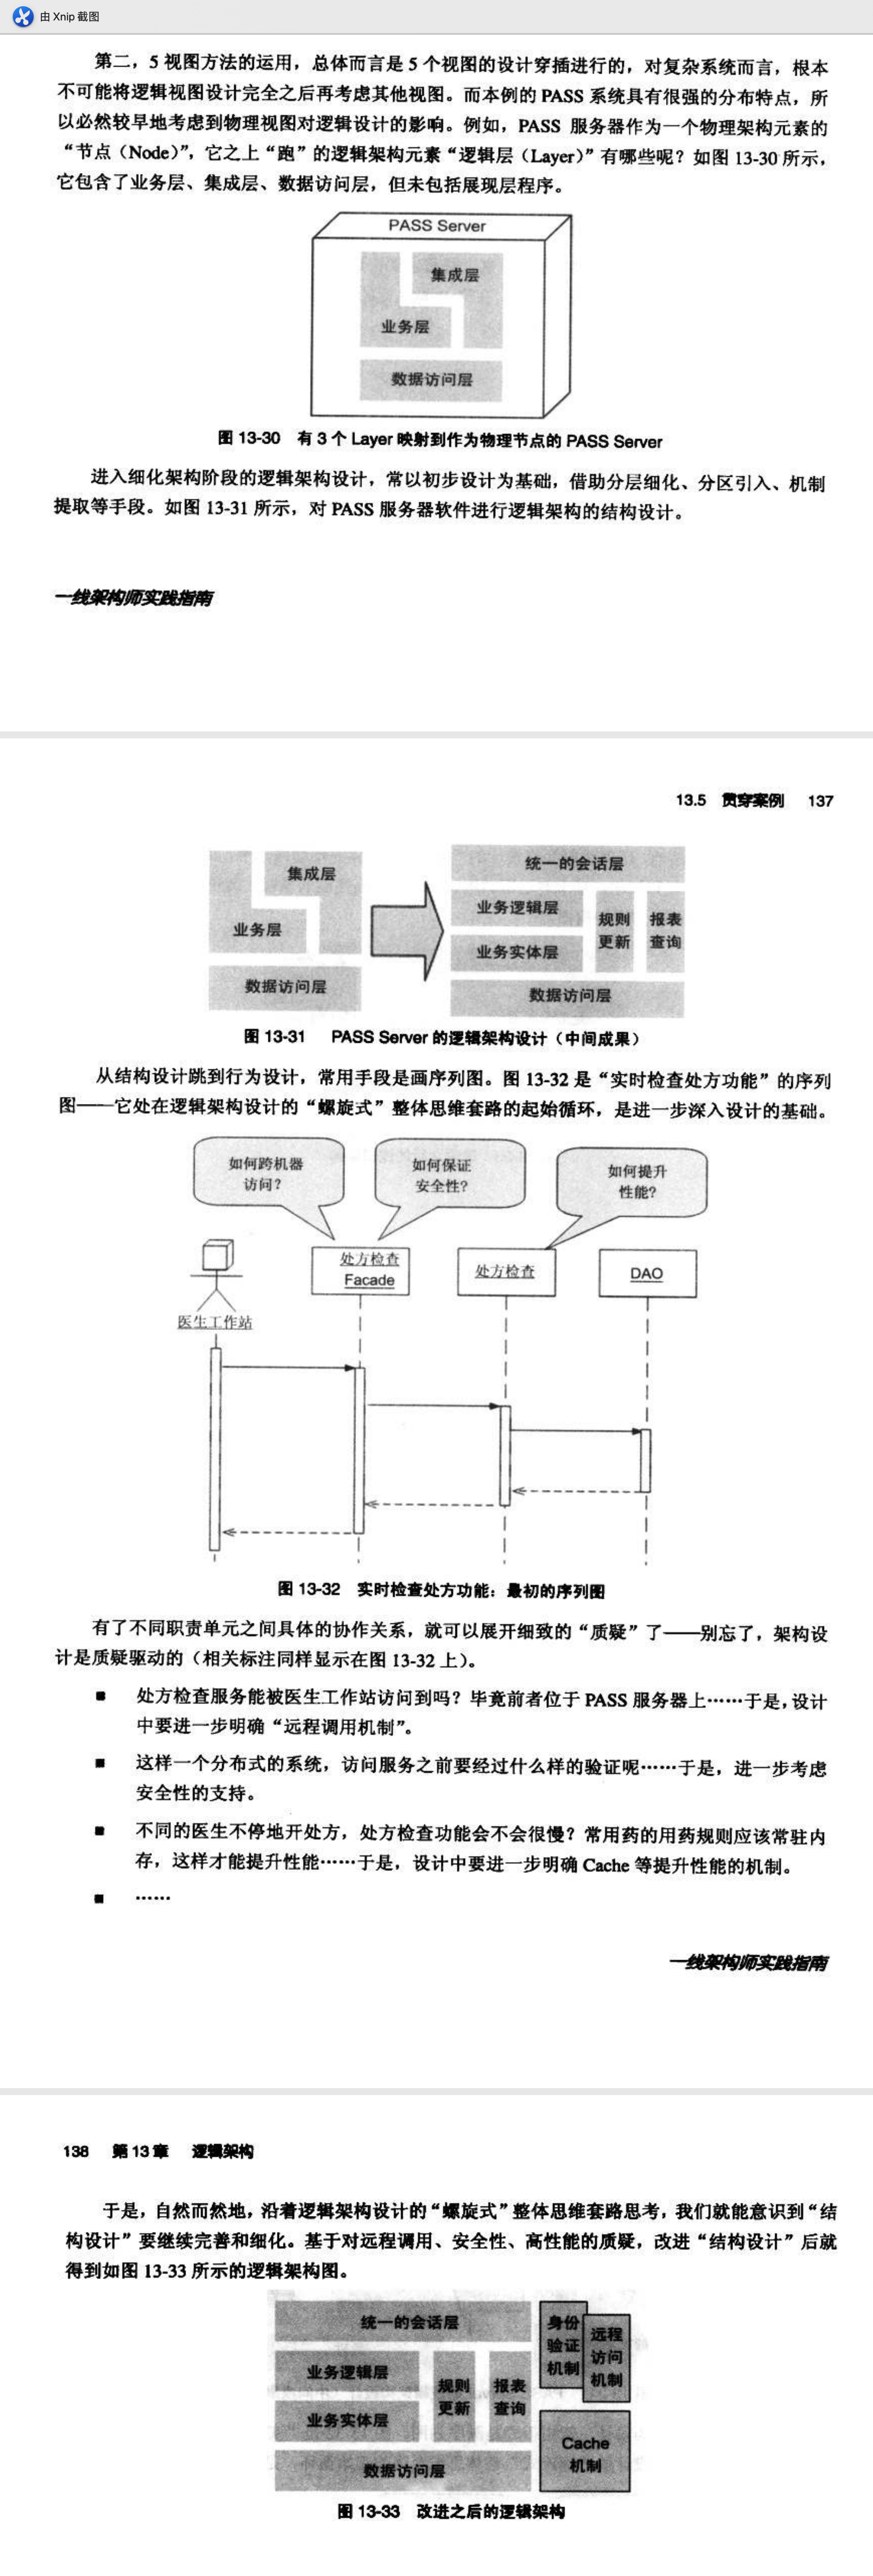 由 Xnip 截图
第二，5 视图方法的运用，总体而言是 5 个视图的设计穿插进行的，对复杂系统而言，根本
不可能将逻辑视图设计完全之后再考虑其他视图。而本例的 PASS 系统具有很强的分布特点，所
以必然较早地考虑到物理视图对逻辑设计的影响。例如，PASS 服务器作为一个物理架构元素的
“节点（Node）”，它之上“跑”的逻辑架构元素“逻辑层（Layer）”有哪些呢？如图 13-30 所示，
它包含了业务层、集成层、数据访问层，但未包括展现层程序。
PASS Server
集成层
业务层
数据访问层
图 13-30 有 3 个 Layer 映射到作为物理节点的 PASS Server
进入细化架构阶段的逻辑架构设计，常以初步设计为基础，借助分层细化、分区引入、机制
提取等手段。如图 13-31 所示，对 PASS 服务器软件进行逻辑架构的结构设计。
一线架构师实践指南
13.5 贯穿案例 137
集成层
业务层
数据访问层
统一的会话层
业务逻辑层
业务实体层
规则
更新
报表
查询
数据访问层
图 13-31 PASS Server 的逻辑架构设计（中间成果）
从结构设计跳到行为设计，常用手段是画序列图。图 13-32 是“实时检查处方功能”的序列
图——它处在逻辑架构设计的“螺旋式”整体思维套路的起始循环，是进一步深入设计的基础。
如何跨机器
访问？
如何保证
安全性？
如何提升
性能？
医生工作站
处方检查
Facade
处方检查
DAO
图 13-32 实时检查处方功能：最初的序列图
有了不同职责单元之间具体的协作关系，就可以展开细致的“质疑”了——别忘了，架构设
计是质疑驱动的（相关标注同样显示在图 13-32 上）。
■ 处方检查服务能被医生工作站访问到吗？毕竟前者位于 PASS 服务器上……于是，设计
中要进一步明确“远程调用机制”。
■ 这样一个分布式的系统，访问服务之前要经过什么样的验证呢……于是，进一步考虑
安全性的支持。
■ 不同的医生不停地开处方，处方检查功能会不会很慢？常用药的用药规则应该常驻内
存，这样才能提升性能……于是，设计中要进一步明确 Cache 等提升性能的机制。
■ ……
一线架构师实践指南
138 第 13 章 逻辑架构
于是，自然而然地，沿着逻辑架构设计的“螺旋式”整体思维套路思考，我们就能意识到“结
构设计”要继续完善和细化。基于对远程调用、安全性、高性能的质疑，改进“结构设计”后就
得到如图 13-33 所示的逻辑架构图。
统一的会话层
业务逻辑层
业务实体层
规则
更新
报表
查询
数据访问层
身份
验证
机制
远程
访问
机制
Cache
机制
图 13-33 改进之后的逻辑架构